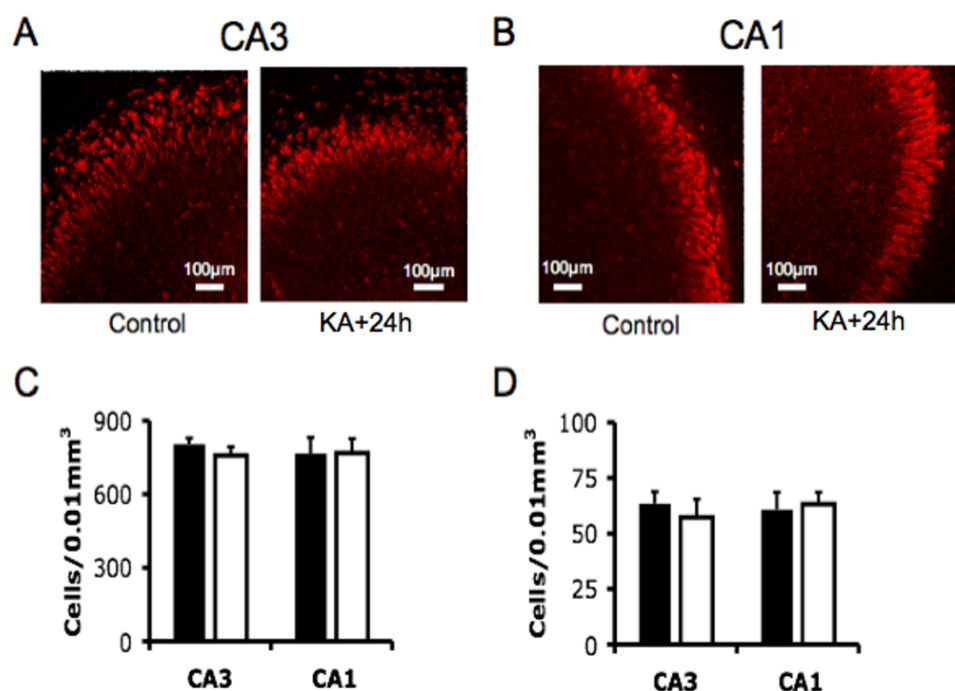 A
CA3
B
CA1
100µm
100µm
100µm
100µm
Control
KA+24h
Control
KA+24h
C
D
Cells/0.01mm³
900
600
300
0
CA3
CA1
Cells/0.01mm³
100
75
50
25
0
CA3
CA1